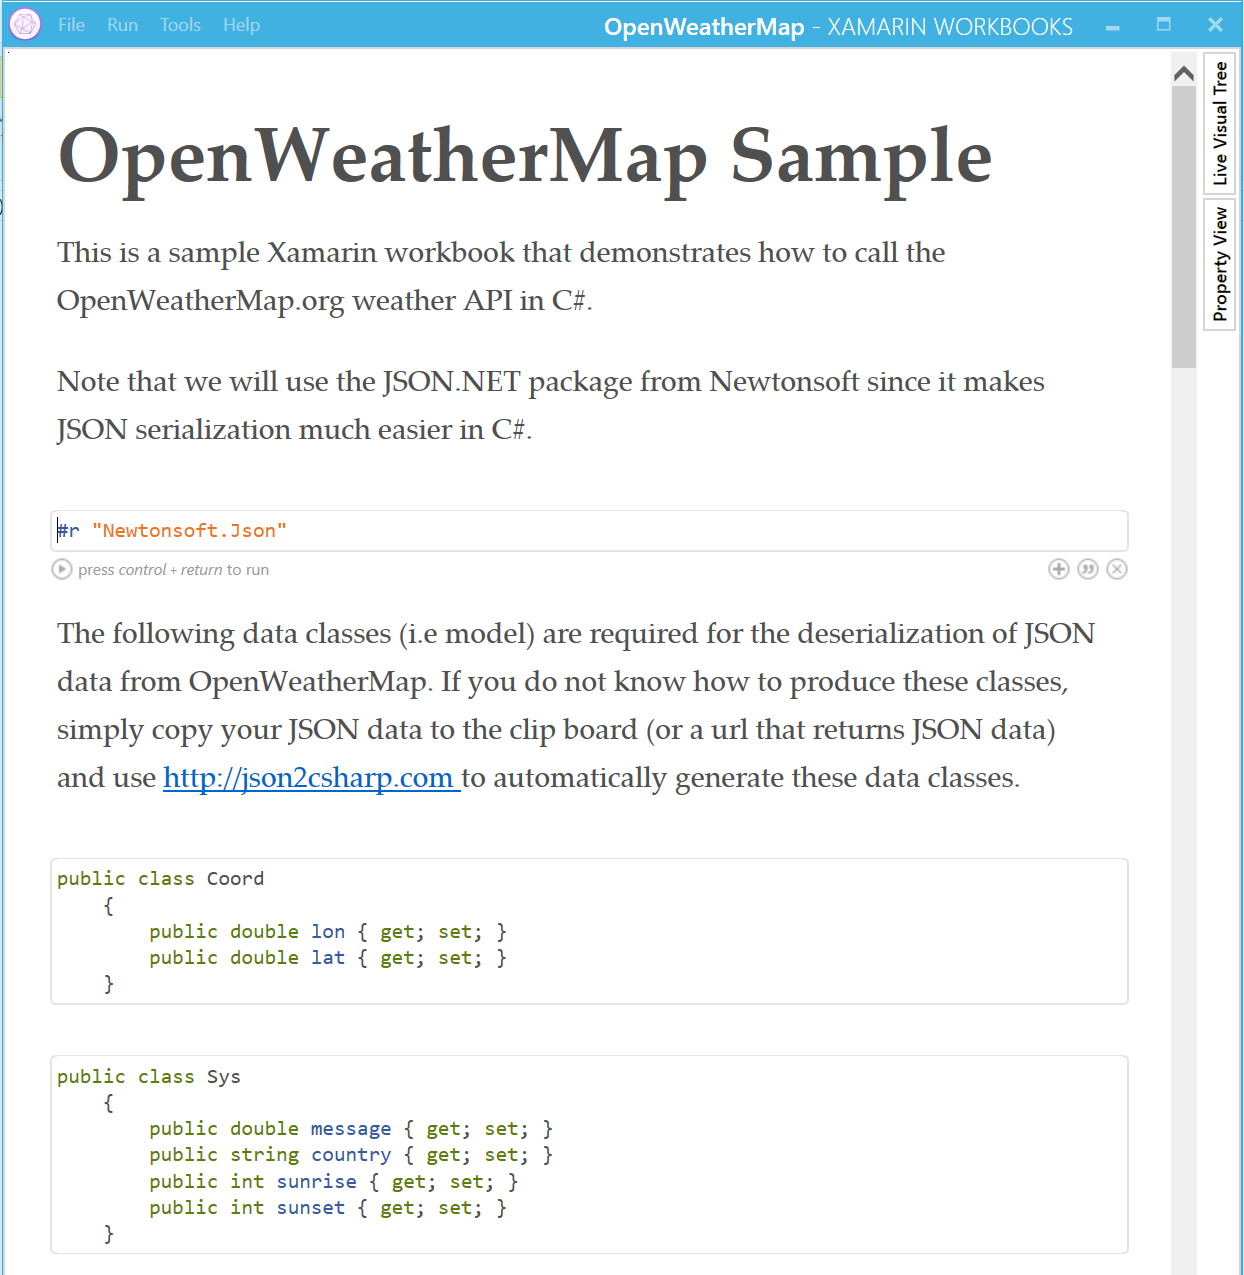 File Run Tools Help OpenWeatherMap - XAMARIN WORKBOOKS
Live Visual Tree
Property View
OpenWeatherMap Sample
This is a sample Xamarin workbook that demonstrates how to call the
OpenWeatherMap.org weather API in C#.
Note that we will use the JSON.NET package from Newtonsoft since it makes
JSON serialization much easier in C#.
#r "Newtonsoft.Json"
press control + return to run
The following data classes (i.e model) are required for the deserialization of JSON
data from OpenWeatherMap. If you do not know how to produce these classes,
simply copy your JSON data to the clip board (or a url that returns JSON data)
and use http://json2csharp.com to automatically generate these data classes.
public class Coord
{
public double lon { get; set; }
public double lat { get; set; }
}
public class Sys
{
public double message { get; set; }
public string country { get; set; }
public int sunrise { get; set; }
public int sunset { get; set; }
}